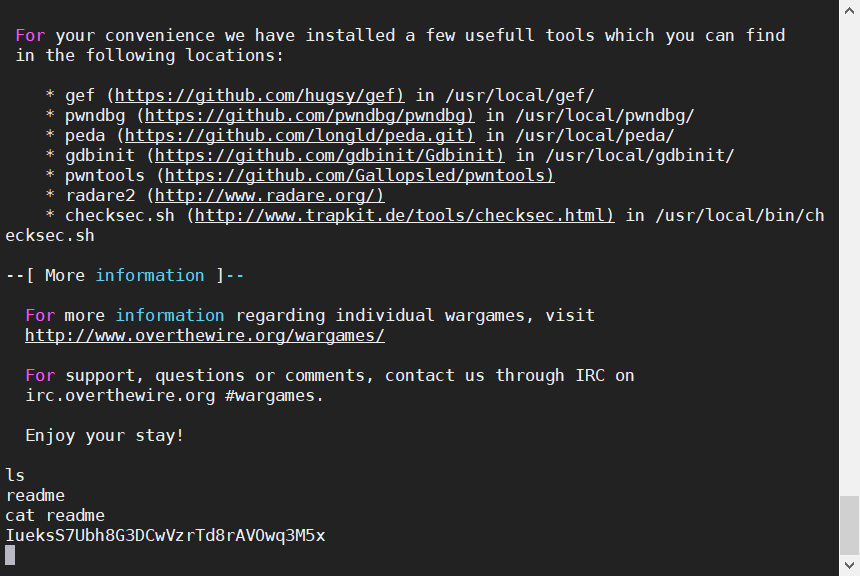 For your convenience we have installed a few usefull tools which you can find
in the following locations:
* gef (https://github.com/hugsy/gef) in /usr/local/gef/
* pwndbg (https://github.com/pwndbg/pwndbg) in /usr/local/pwndbg/
* peda (https://github.com/longld/peda.git) in /usr/local/peda/
* gdbinit (https://github.com/gdbinit/Gdbinit) in /usr/local/gdbinit/
* pwntools (https://github.com/Gallopsled/pwntools)
* radare2 (http://www.radare.org/)
* checksec.sh (http://www.trapkit.de/tools/checksec.html) in /usr/local/bin/ch
ecksec.sh
--[ More information ]--
For more information regarding individual wargames, visit
http://www.overthewire.org/wargames/
For support, questions or comments, contact us through IRC on
irc.overthewire.org #wargames.
Enjoy your stay!
ls
readme
cat readme
IueksS7Ubh8G3DCwVzrTd8rAVOwq3M5x